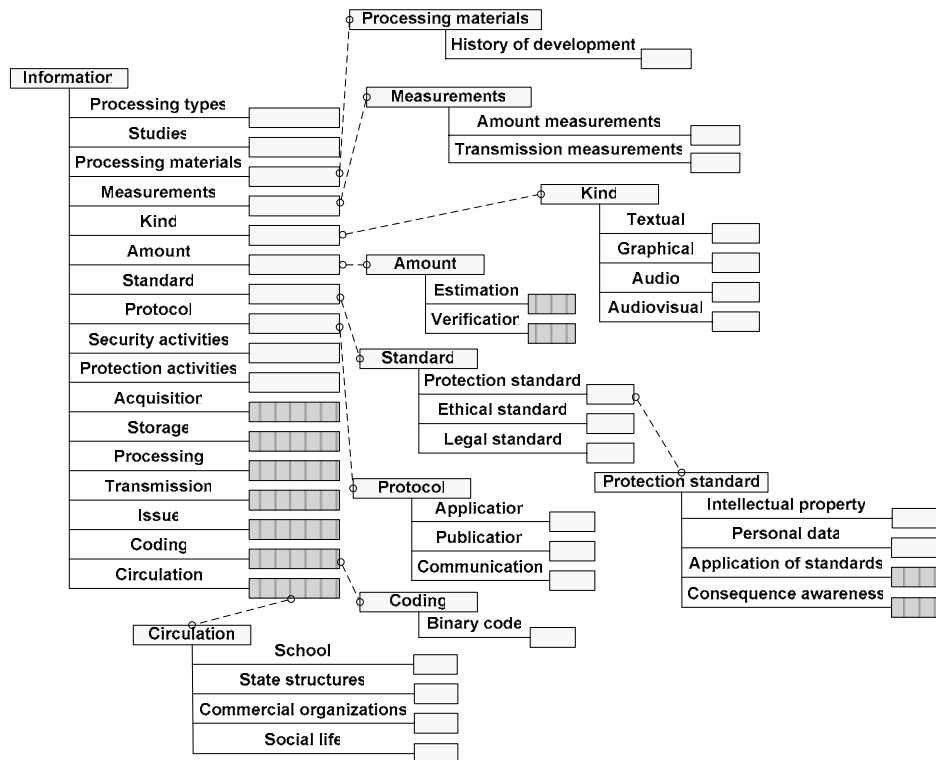 Processing materials
History of development
Information
Processing types
Studies
Processing materials
Measurements
Kind
Amount
Standard
Protocol
Security activities
Protection activities
Acquisition
Storage
Processing
Transmission
Issue
Coding
Circulation
Measurements
Amount measurements
Transmission measurements
Kind
Textual
Graphical
Audio
Audiovisual
Amount
Estimation
Verification
Standard
Protection standard
Ethical standard
Legal standard
Protection standard
Intellectual property
Personal data
Application of standards
Consequence awareness
Protocol
Application
Publication
Communication
Coding
Binary code
Circulation
School
State structures
Commercial organizations
Social life